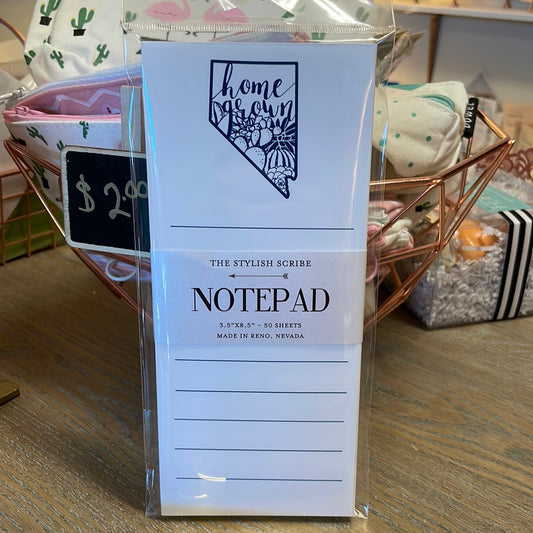 home
grown
$2.00
THE STYLISH SCRIBE
NOTEPAD
3.5"X8.5" - 50 SHEETS
MADE IN RENO, NEVADA